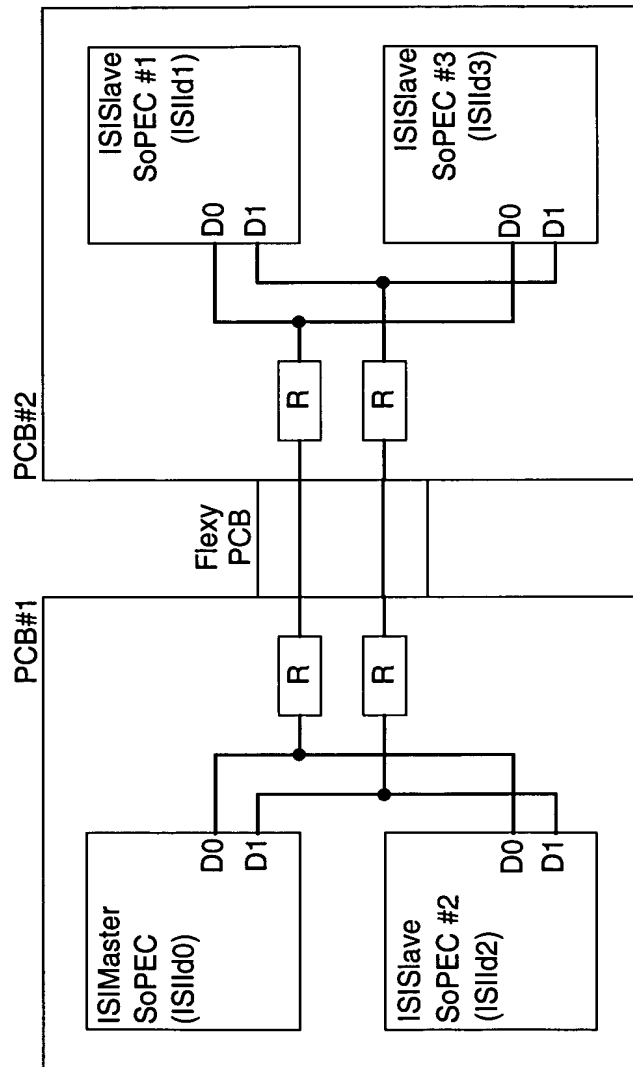 PCB#1
ISIMaster
SoPEC
(ISIId0)
D0
D1
ISISlave
SoPEC #2
(ISIId2)
D0
D1
R
R
Flexy
PCB
PCB#2
R
R
ISISlave
SoPEC #1
(ISIId1)
D0
D1
ISISlave
SoPEC #3
(ISIId3)
D0
D1